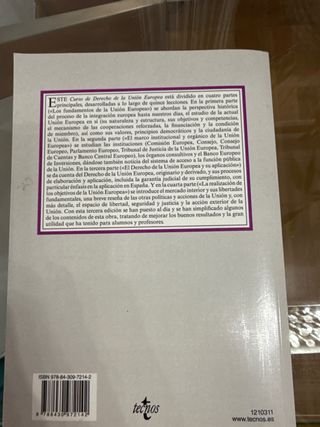 ESTE Curso de Derecho de la Unión Europea está dividido en cuatro partes
principales, desarrolladas a lo largo de quince lecciones. En la primera parte
(«Los fundamentos de la Unión Europea») se abordan la perspectiva histórica
del proceso de la integración europea hasta nuestros días, el estudio de la actual
Unión Europea en sí (su naturaleza y estructura, sus objetivos y competencias,
el mecanismo de las cooperaciones reforzadas, la financiación y la condición
de miembro), así como sus valores, principios democráticos y la ciudadanía de
la Unión. En la segunda parte («El marco institucional y orgánico de la Unión
Europea») se estudian las instituciones (Comisión Europea, Consejo, Consejo
Europeo, Parlamento Europeo, Tribunal de Justicia de la Unión Europea, Tribunal
de Cuentas y Banco Central Europeo), los órganos consultivos y el Banco Europeo
de Inversiones, dándose también noticia del sistema de acceso a la función pública
de la Unión. En la tercera parte («El Derecho de la Unión Europea y su aplicación»)
se da cuenta del Derecho de la Unión Europea, originario y derivado, y sus procesos
de elaboración y aplicación, incluida la garantía judicial de su cumplimiento, con
particular énfasis en la aplicación en España. Y en la cuarta parte («La realización de
los objetivos de la Unión Europea») se introduce el mercado interior y sus libertades
fundamentales, una breve reseña de las otras políticas y acciones de la Unión y, con
más detalle, el espacio de libertad, seguridad y justicia y la acción exterior de la
Unión. Con esta tercera edición se han puesto al día y se han simplificado algunos
de los contenidos de esta obra, tratando de mejorar los buenos resultados y la gran
utilidad que ha tenido para alumnos y profesores.
ISBN 978-84-309-7214-2
9 788430 972142
tecnos
1210311
www.tecnos.es